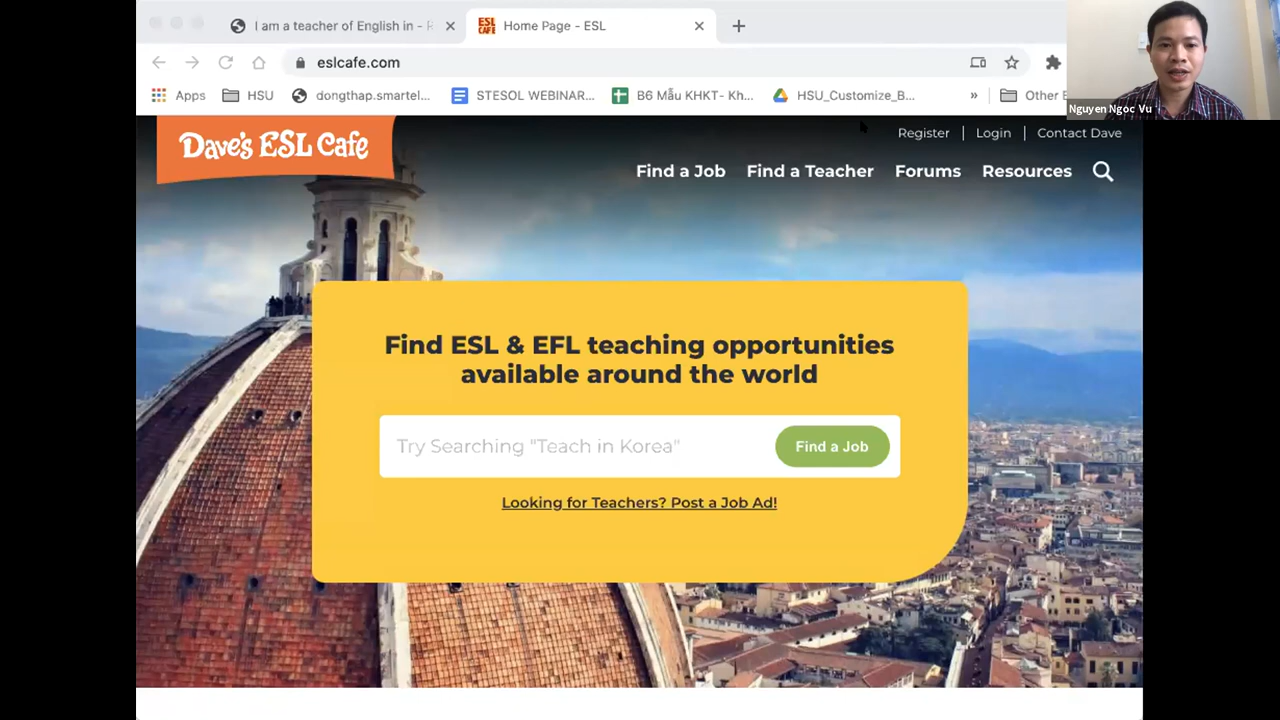 I am a teacher of English in - R
ESL CAFE
Home Page - ESL
eslcafe.com
Apps
HSU
dongthap.smartel...
STESOL WEBINAR...
B6 Mẫu KHKT- Kh...
HSU_Customize_B...
»
Other B
Nguyen Ngoc Vu
Dave's ESL Cafe
Register | Login | Contact Dave
Find a Job Find a Teacher Forums Resources
Find ESL & EFL teaching opportunities
available around the world
Try Searching "Teach in Korea"
Find a Job
Looking for Teachers? Post a Job Ad!